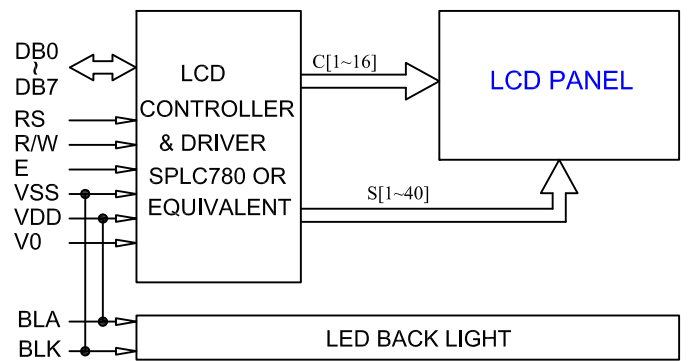 DB0
~
DB7
RS
R/W
E
VSS
VDD
V0
BLA
BLK
LCD
CONTROLLER
& DRIVER
SPLC780 OR
EQUIVALENT
C[1~16]
S[1~40]
LCD PANEL
LED BACK LIGHT